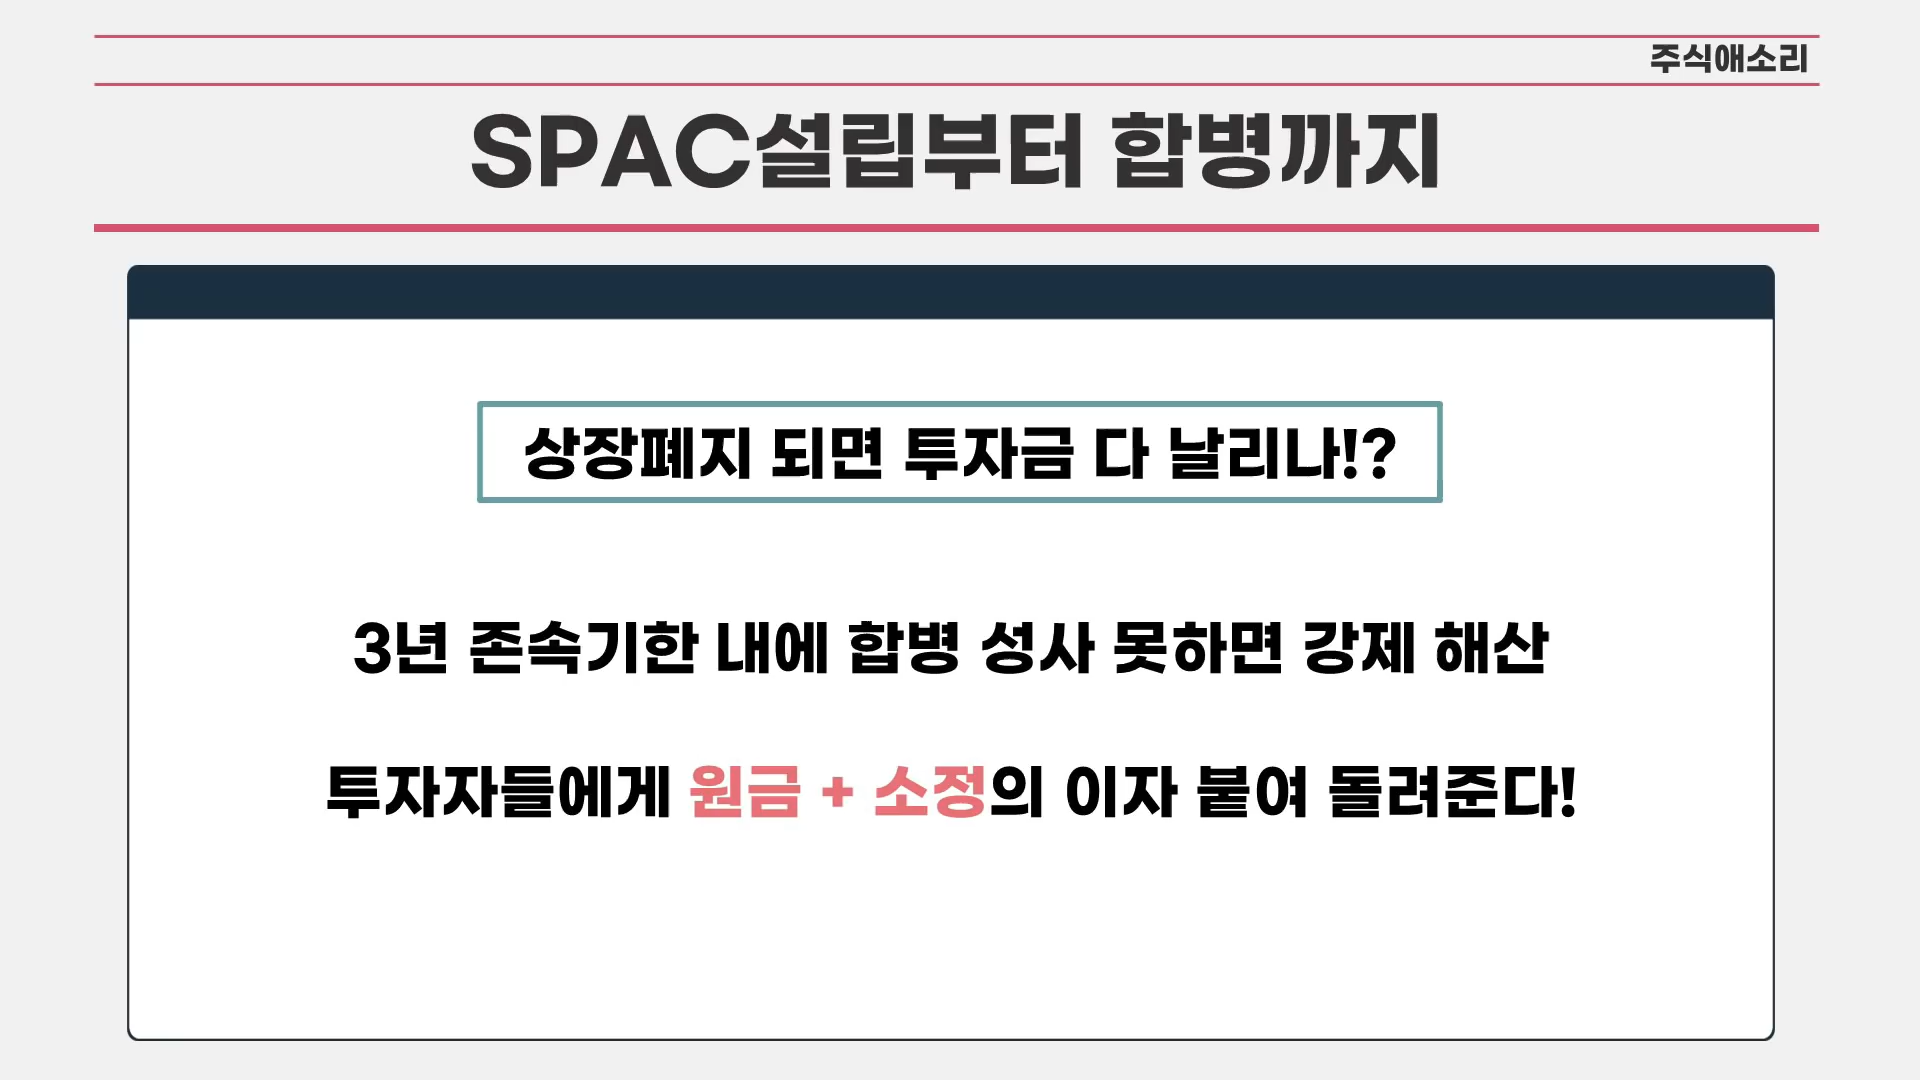 주식애소리
SPAC설립부터 합병까지
상장폐지 되면 투자금 다 날리나!?
3년 존속기한 내에 합병 성사 못하면 강제 해산
투자자들에게 원금 + 소정의 이자 붙여 돌려준다!